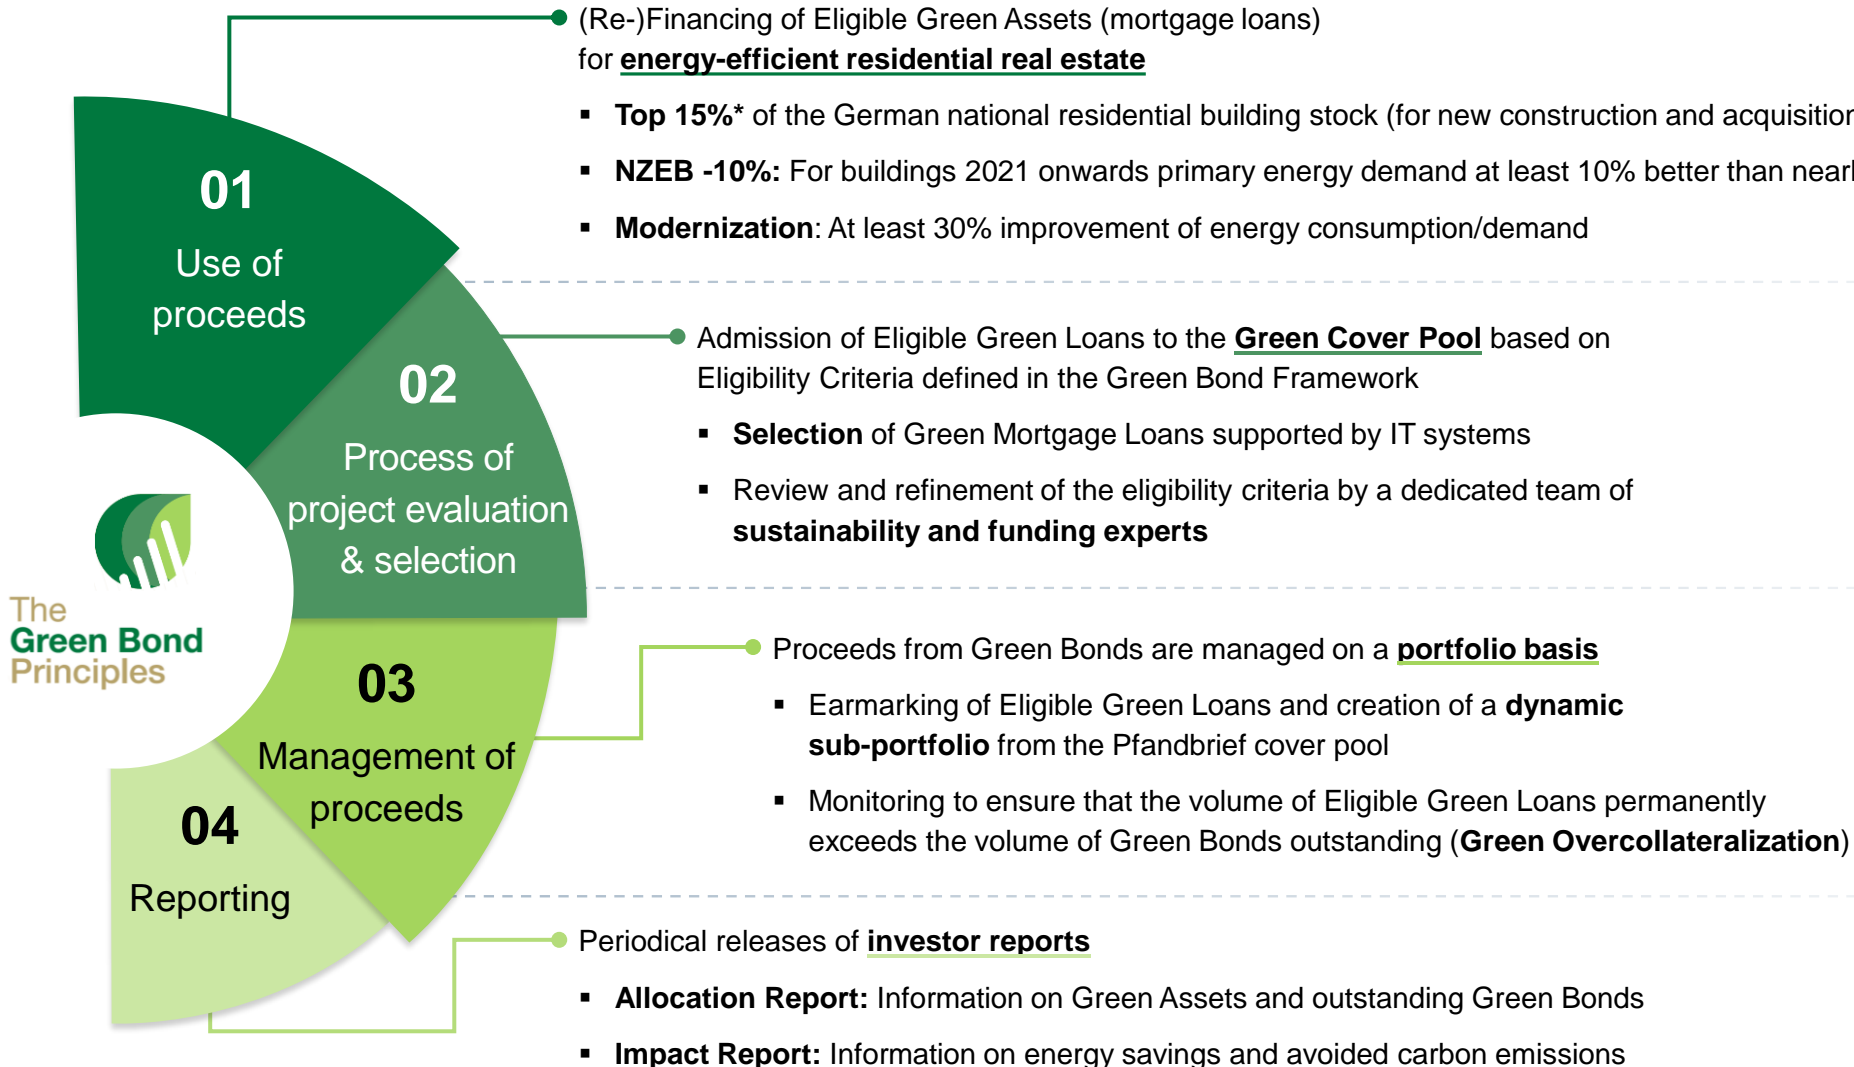 (Re-)Financing of Eligible Green Assets (mortgage loans)
for energy-efficient residential real estate
▪ Top 15%* of the German national residential building stock (for new construction and acquisition
▪ NZEB -10%: For buildings 2021 onwards primary energy demand at least 10% better than nearl
▪ Modernization: At least 30% improvement of energy consumption/demand
01
Use of
proceeds
Admission of Eligible Green Loans to the Green Cover Pool based on
Eligibility Criteria defined in the Green Bond Framework
▪ Selection of Green Mortgage Loans supported by IT systems
▪ Review and refinement of the eligibility criteria by a dedicated team of
sustainability and funding experts
02
Process of
project evaluation
& selection
The
Green Bond
Principles
Proceeds from Green Bonds are managed on a portfolio basis
▪ Earmarking of Eligible Green Loans and creation of a dynamic
sub-portfolio from the Pfandbrief cover pool
▪ Monitoring to ensure that the volume of Eligible Green Loans permanently
exceeds the volume of Green Bonds outstanding (Green Overcollateralization)
03
Management of
proceeds
04
Reporting
Periodical releases of investor reports
▪ Allocation Report: Information on Green Assets and outstanding Green Bonds
▪ Impact Report: Information on energy savings and avoided carbon emissions